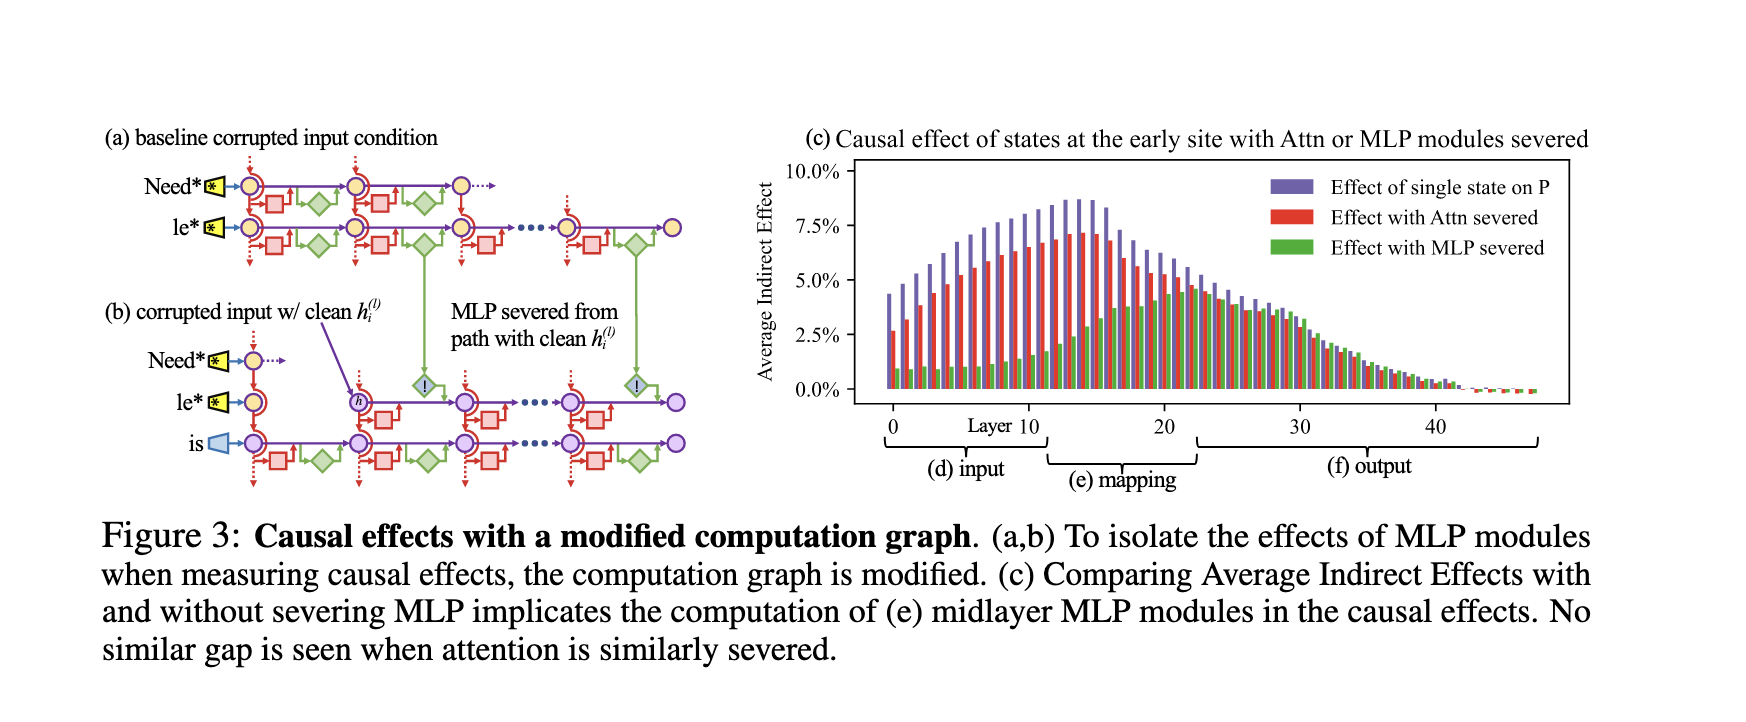 (a) baseline corrupted input condition
Need* *
le* *
(b) corrupted input w/ clean hᵢ⁽ˡ⁾
MLP severed from
path with clean hᵢ⁽ˡ⁾
Need* *
! !
le* * h
is
(c) Causal effect of states at the early site with Attn or MLP modules severed
Average Indirect Effect
10.0%
7.5%
5.0%
2.5%
0.0%
Effect of single state on P
Effect with Attn severed
Effect with MLP severed
0 Layer 10 20 30 40
(d) input
(e) mapping
(f) output
Figure 3: Causal effects with a modified computation graph. (a,b) To isolate the effects of MLP modules
when measuring causal effects, the computation graph is modified. (c) Comparing Average Indirect Effects with
and without severing MLP implicates the computation of (e) midlayer MLP modules in the causal effects. No
similar gap is seen when attention is similarly severed.